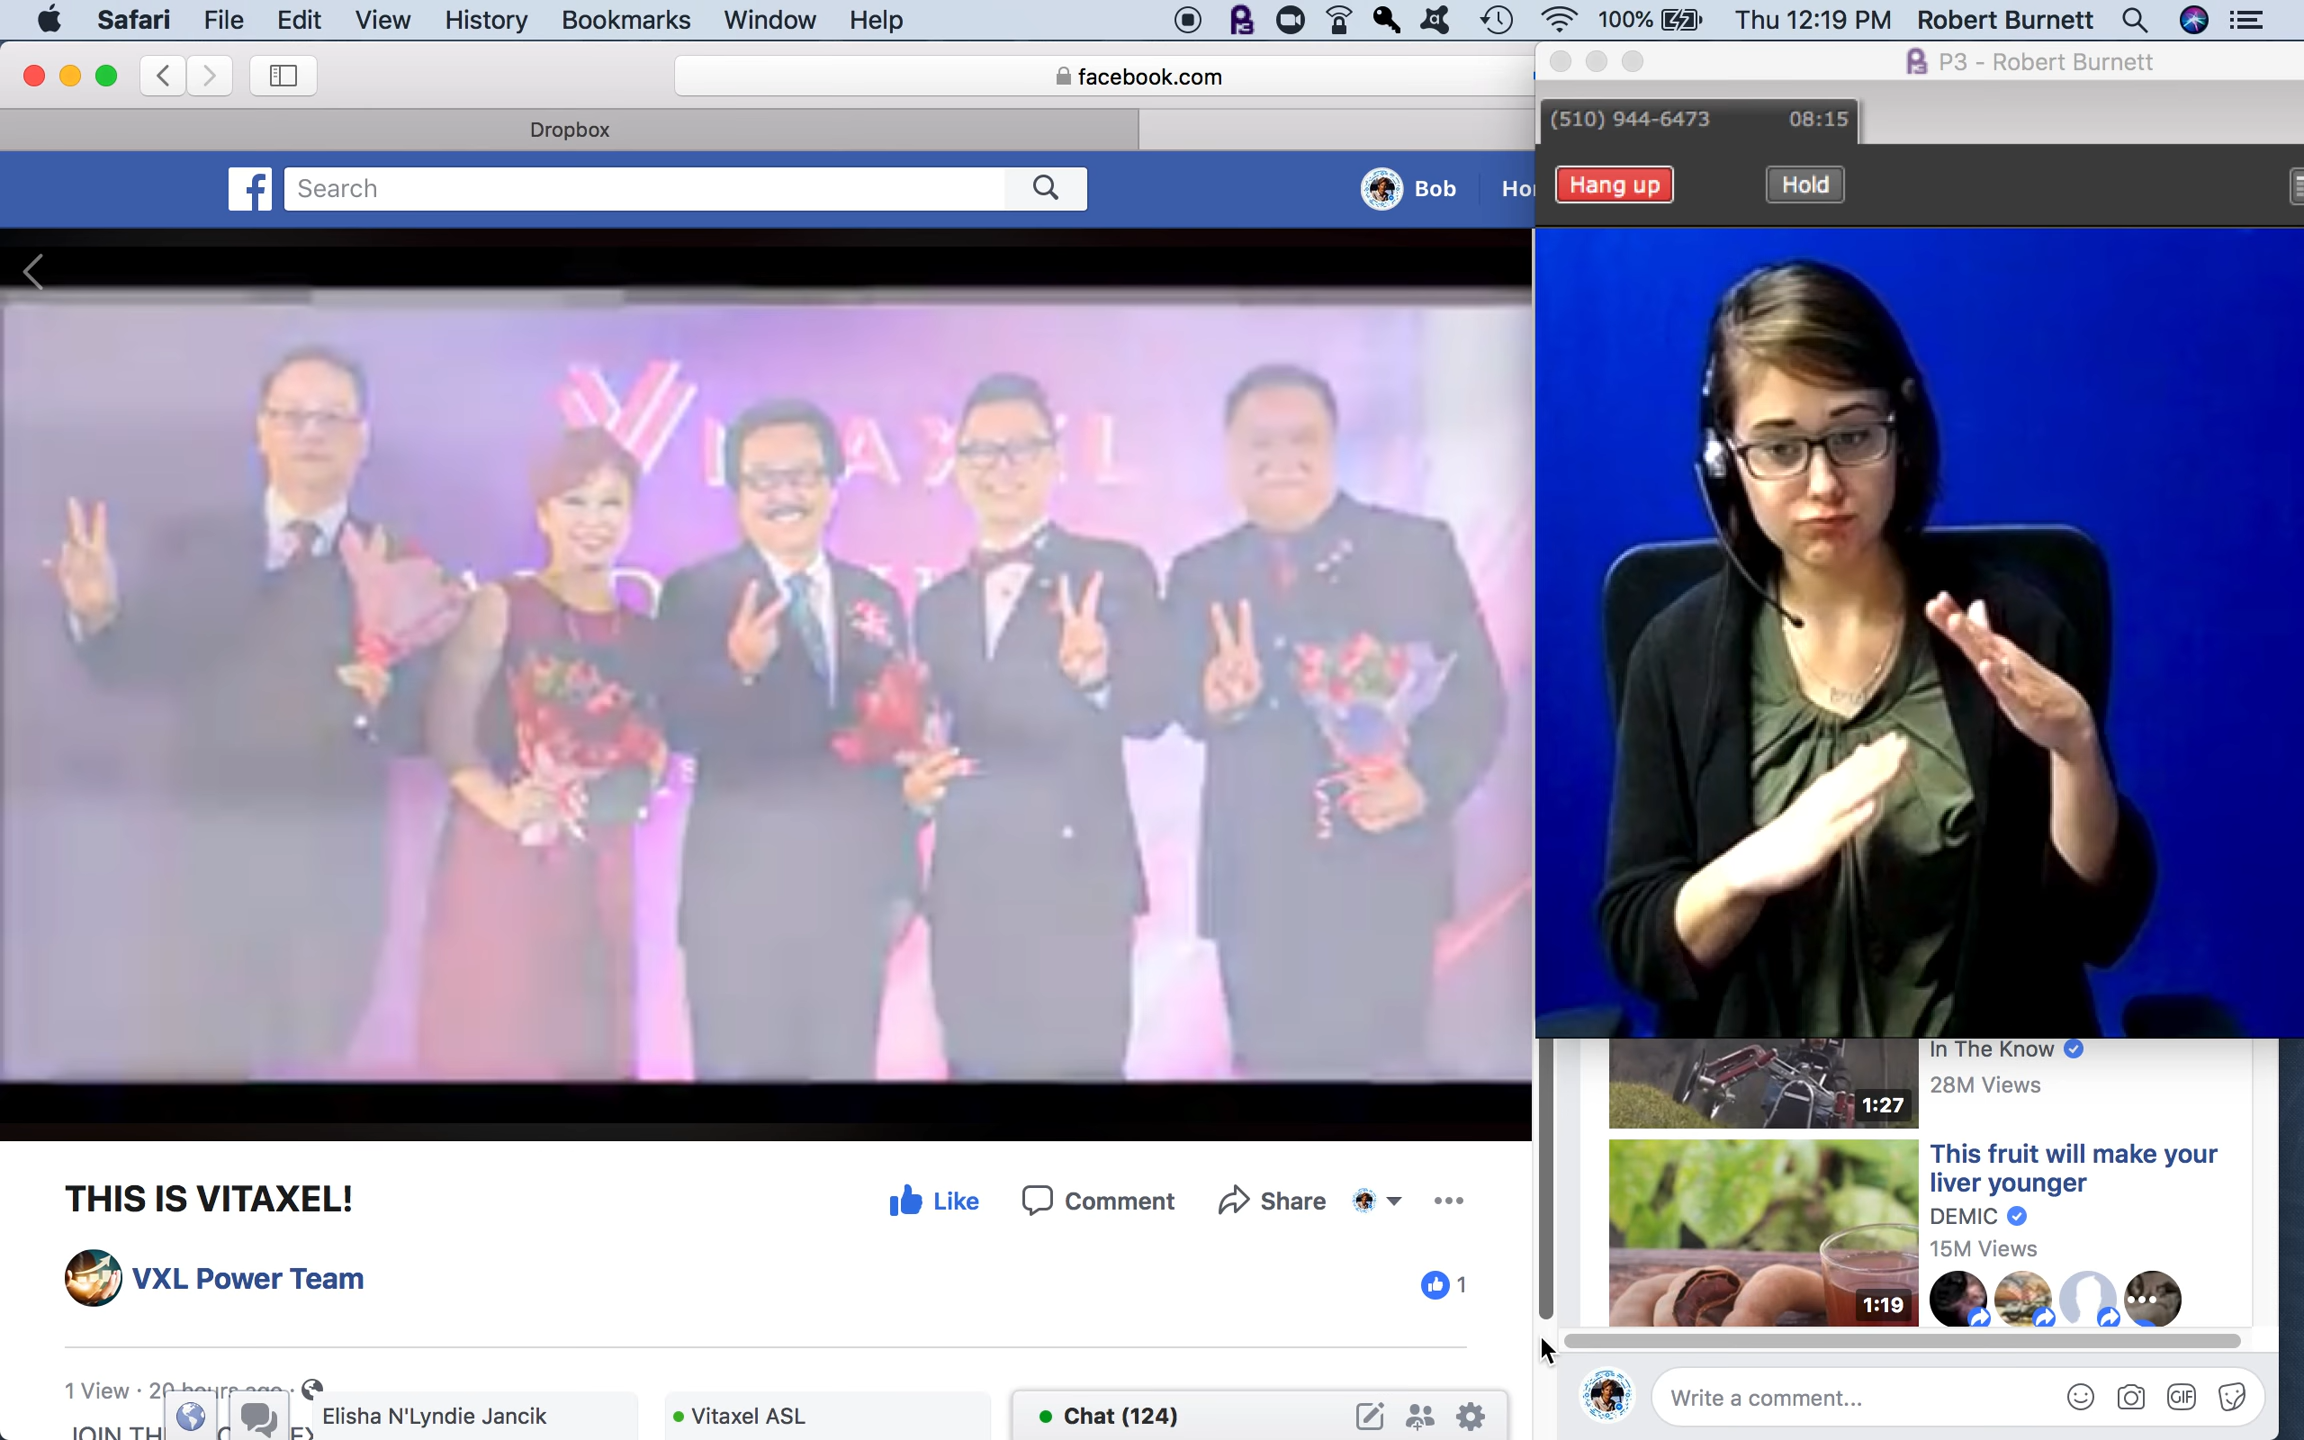 Safari File Edit View History Bookmarks Window Help
100% Thu 12:19 PM Robert Burnett
facebook.com
P3 - Robert Burnett
Dropbox
(510) 944-6473 08:15
Search
Bob
Hang up Hold
VITAXEL
THIS IS VITAXEL!
Like Comment Share
VXL Power Team
1
1 View · 20 hours ago ·
In The Know
28M Views
1:27
This fruit will make your
liver younger
DEMIC
15M Views
1:19
Elisha N'Lyndie Jancik
Vitaxel ASL
Chat (124)
Write a comment...
GIF
JOIN